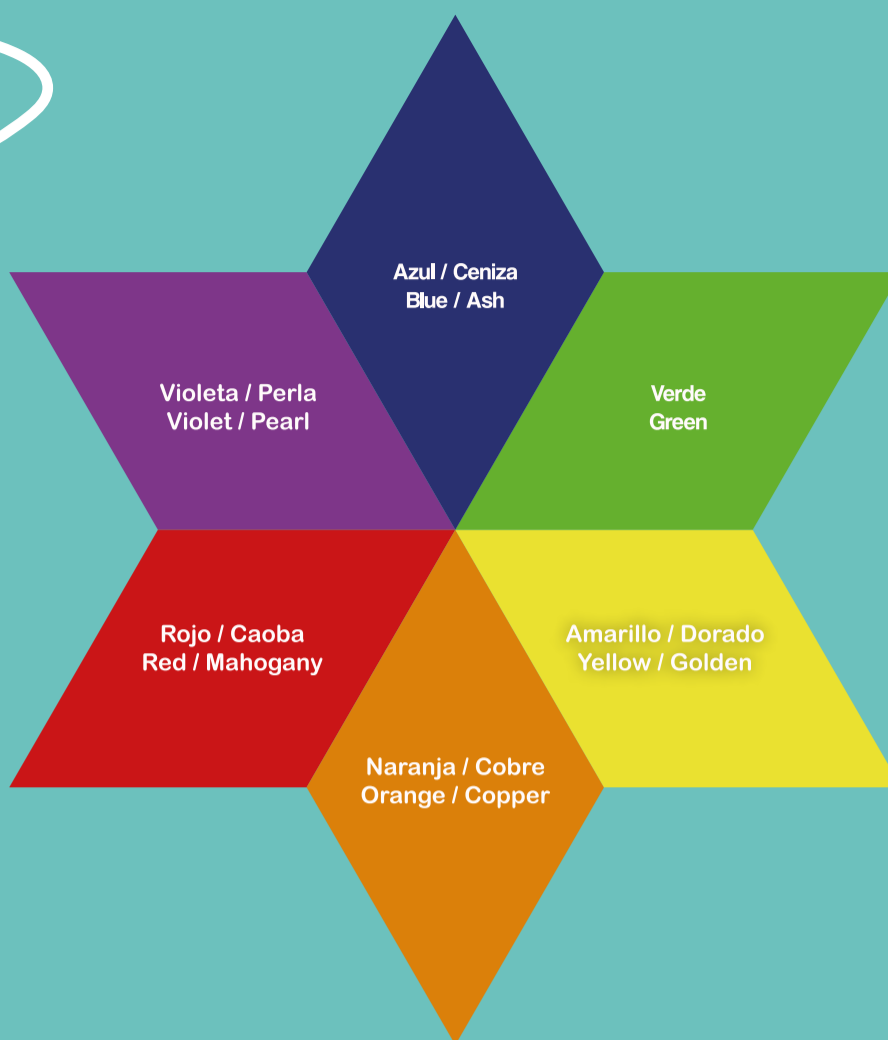 Azul / Ceniza
Blue / Ash
Violeta / Perla
Violet / Pearl
Verde
Green
Rojo / Caoba
Red / Mahogany
Amarillo / Dorado
Yellow / Golden
Naranja / Cobre
Orange / Copper